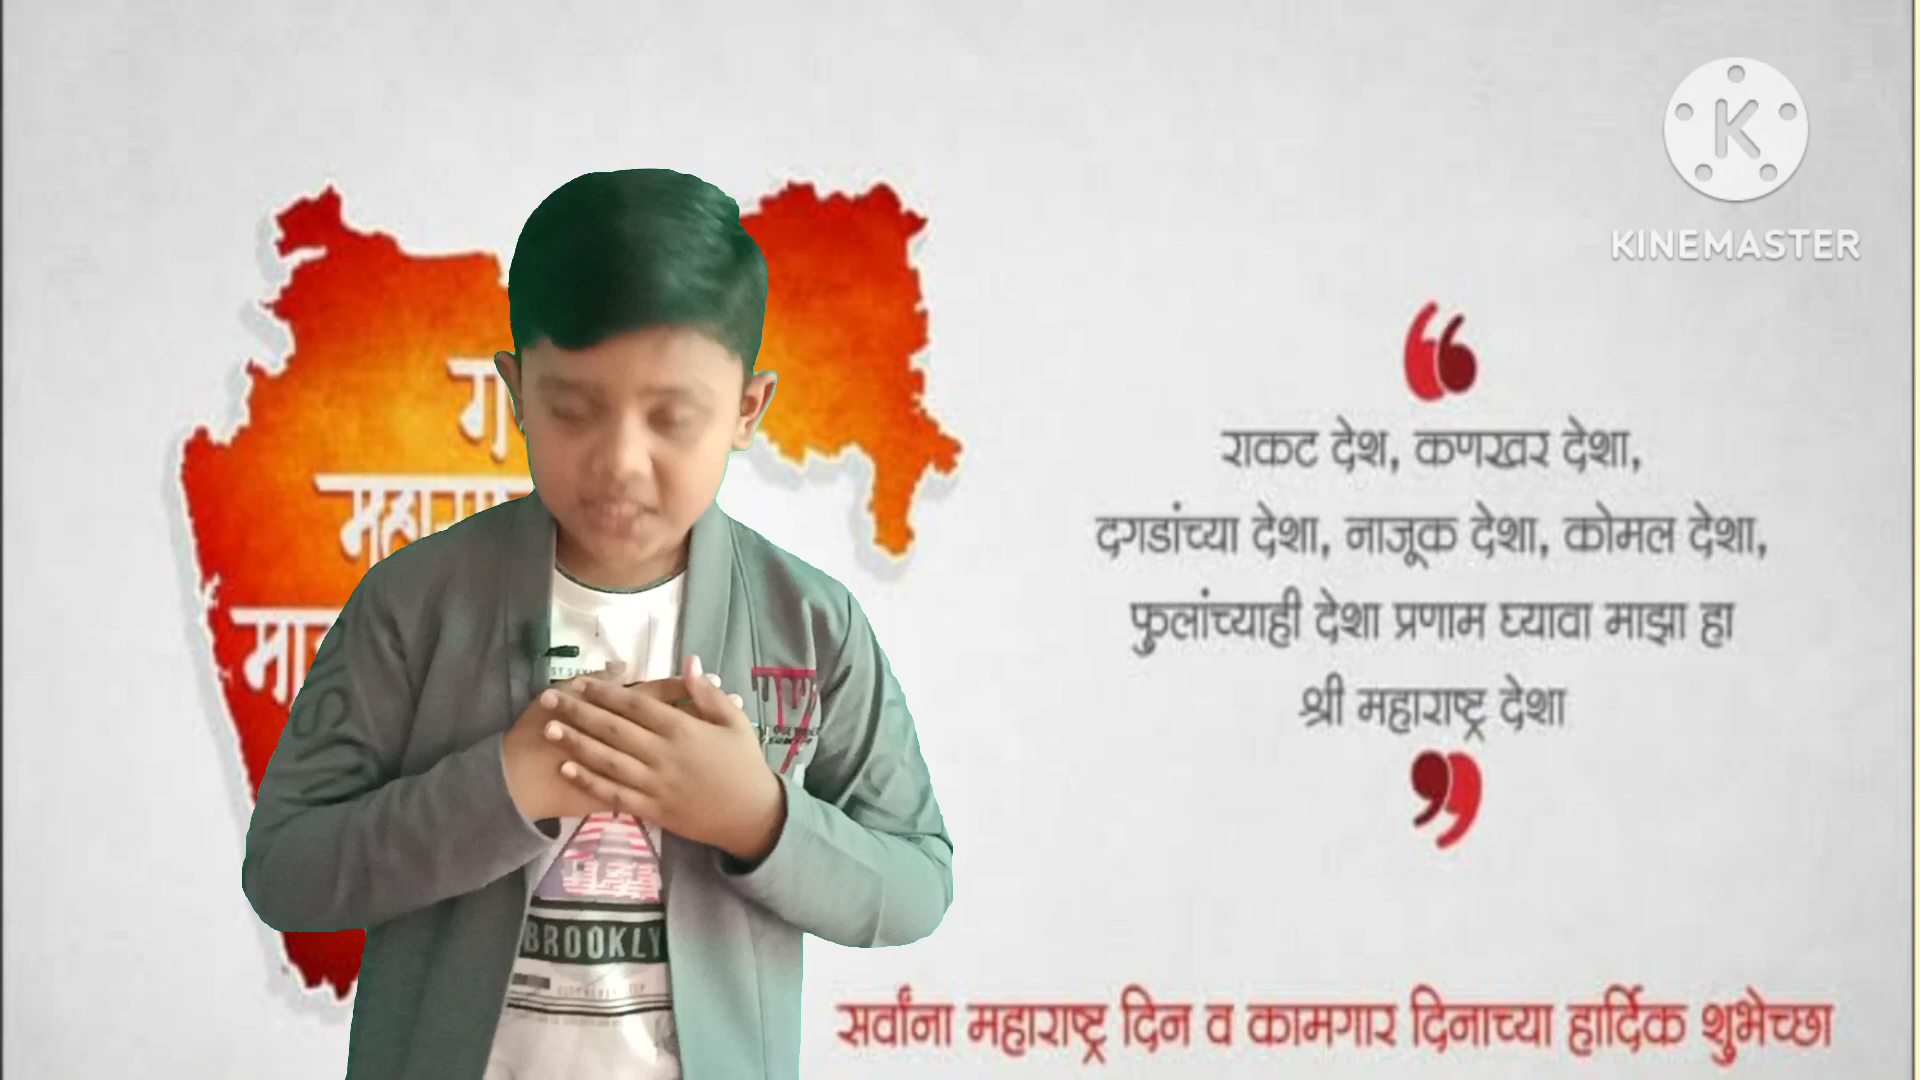 K
KINEMASTER
राकट देश, कणखर देशा,
दगडांच्या देशा, नाजूक देशा, कोमल देशा,
फुलांच्याही देशा प्रणाम घ्यावा माझा हा
श्री महाराष्ट्र देशा
सर्वांना महाराष्ट्र दिन व कामगार दिनाच्या हार्दिक शुभेच्छा
BROOKLY